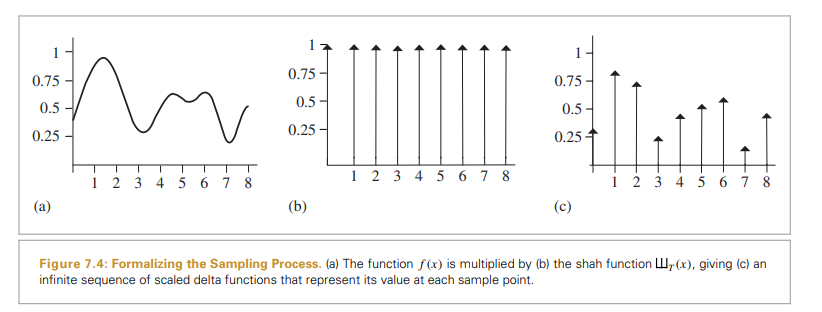 1
0.75
0.5
0.25
1 2 3 4 5 6 7 8
(a)
1
0.75
0.5
0.25
1 2 3 4 5 6 7 8
(b)
1
0.75
0.5
0.25
1 2 3 4 5 6 7 8
(c)
Figure 7.4: Formalizing the Sampling Process. (a) The function f(x) is multiplied by (b) the shah function Ш_T(x), giving (c) an
infinite sequence of scaled delta functions that represent its value at each sample point.